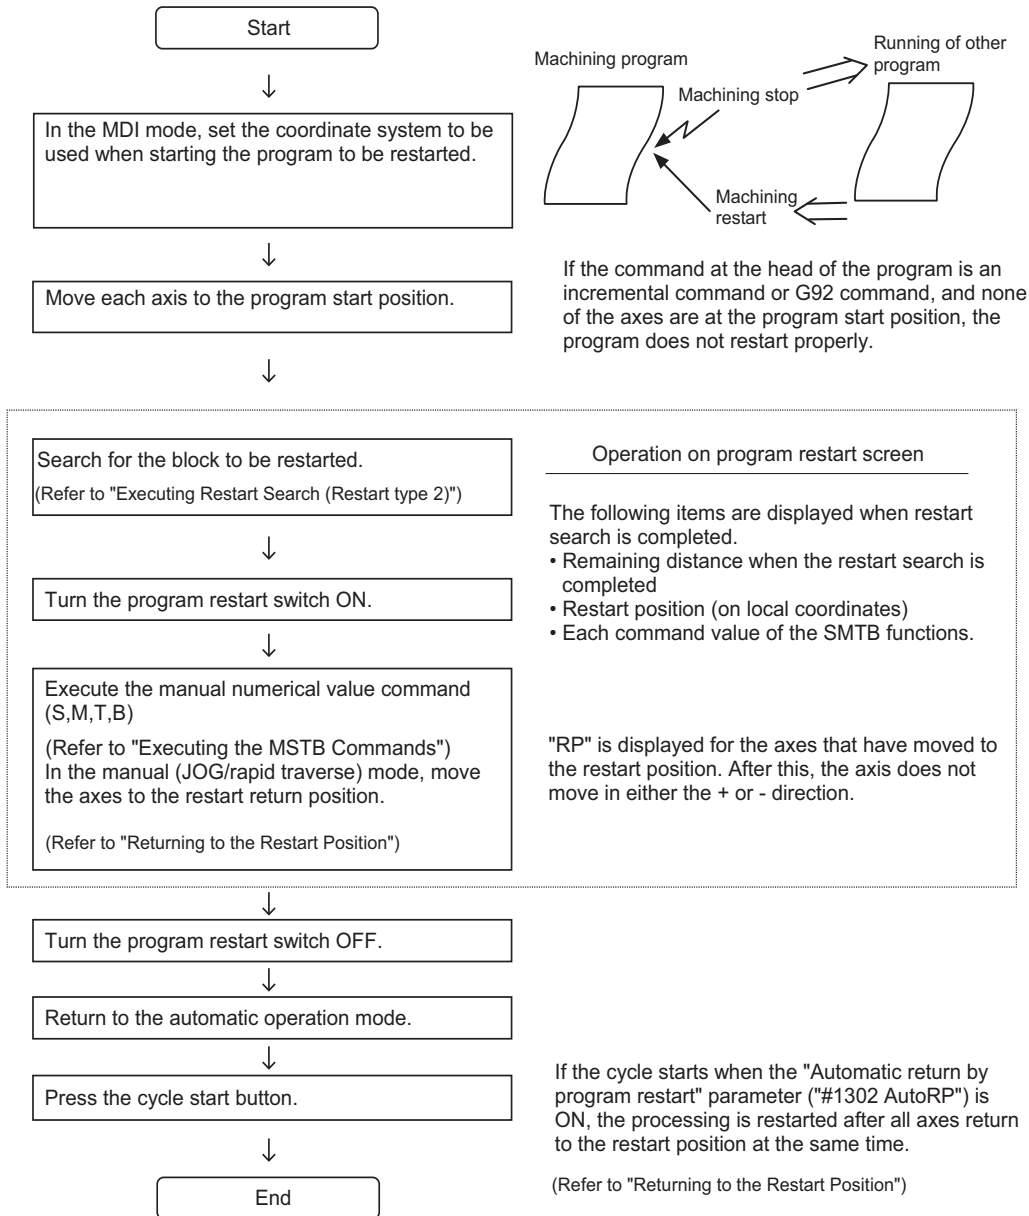 Start
Machining program
Running of other
program
Machining stop
Machining
restart
In the MDI mode, set the coordinate system to be
used when starting the program to be restarted.
If the command at the head of the program is an
incremental command or G92 command, and none
of the axes are at the program start position, the
program does not restart properly.
Move each axis to the program start position.
Search for the block to be restarted.
(Refer to "Executing Restart Search (Restart type 2)")
Operation on program restart screen
The following items are displayed when restart
search is completed.
• Remaining distance when the restart search is
completed
• Restart position (on local coordinates)
• Each command value of the SMTB functions.
Turn the program restart switch ON.
Execute the manual numerical value command
(S,M,T,B)
(Refer to "Executing the MSTB Commands")
In the manual (JOG/rapid traverse) mode, move
the axes to the restart return position.
(Refer to "Returning to the Restart Position")
"RP" is displayed for the axes that have moved to
the restart position. After this, the axis does not
move in either the + or - direction.
Turn the program restart switch OFF.
Return to the automatic operation mode.
Press the cycle start button.
If the cycle starts when the "Automatic return by
program restart" parameter ("#1302 AutoRP") is
ON, the processing is restarted after all axes return
to the restart position at the same time.
(Refer to "Returning to the Restart Position")
End